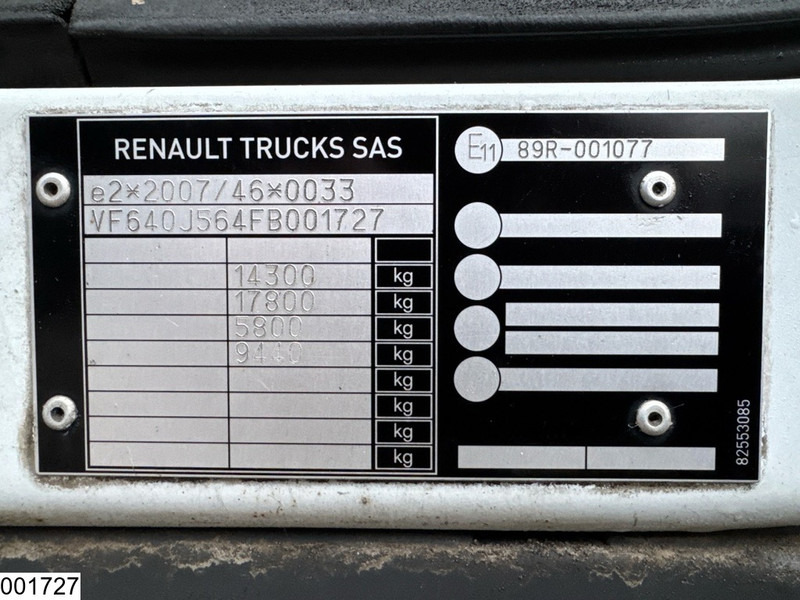 RENAULT TRUCKS SAS
e2*2007/46*0033
VF640J564FB001727
14300 kg
17800 kg
5800 kg
9440 kg
kg
kg
kg
kg
E11 89R-001077
82553085
001727